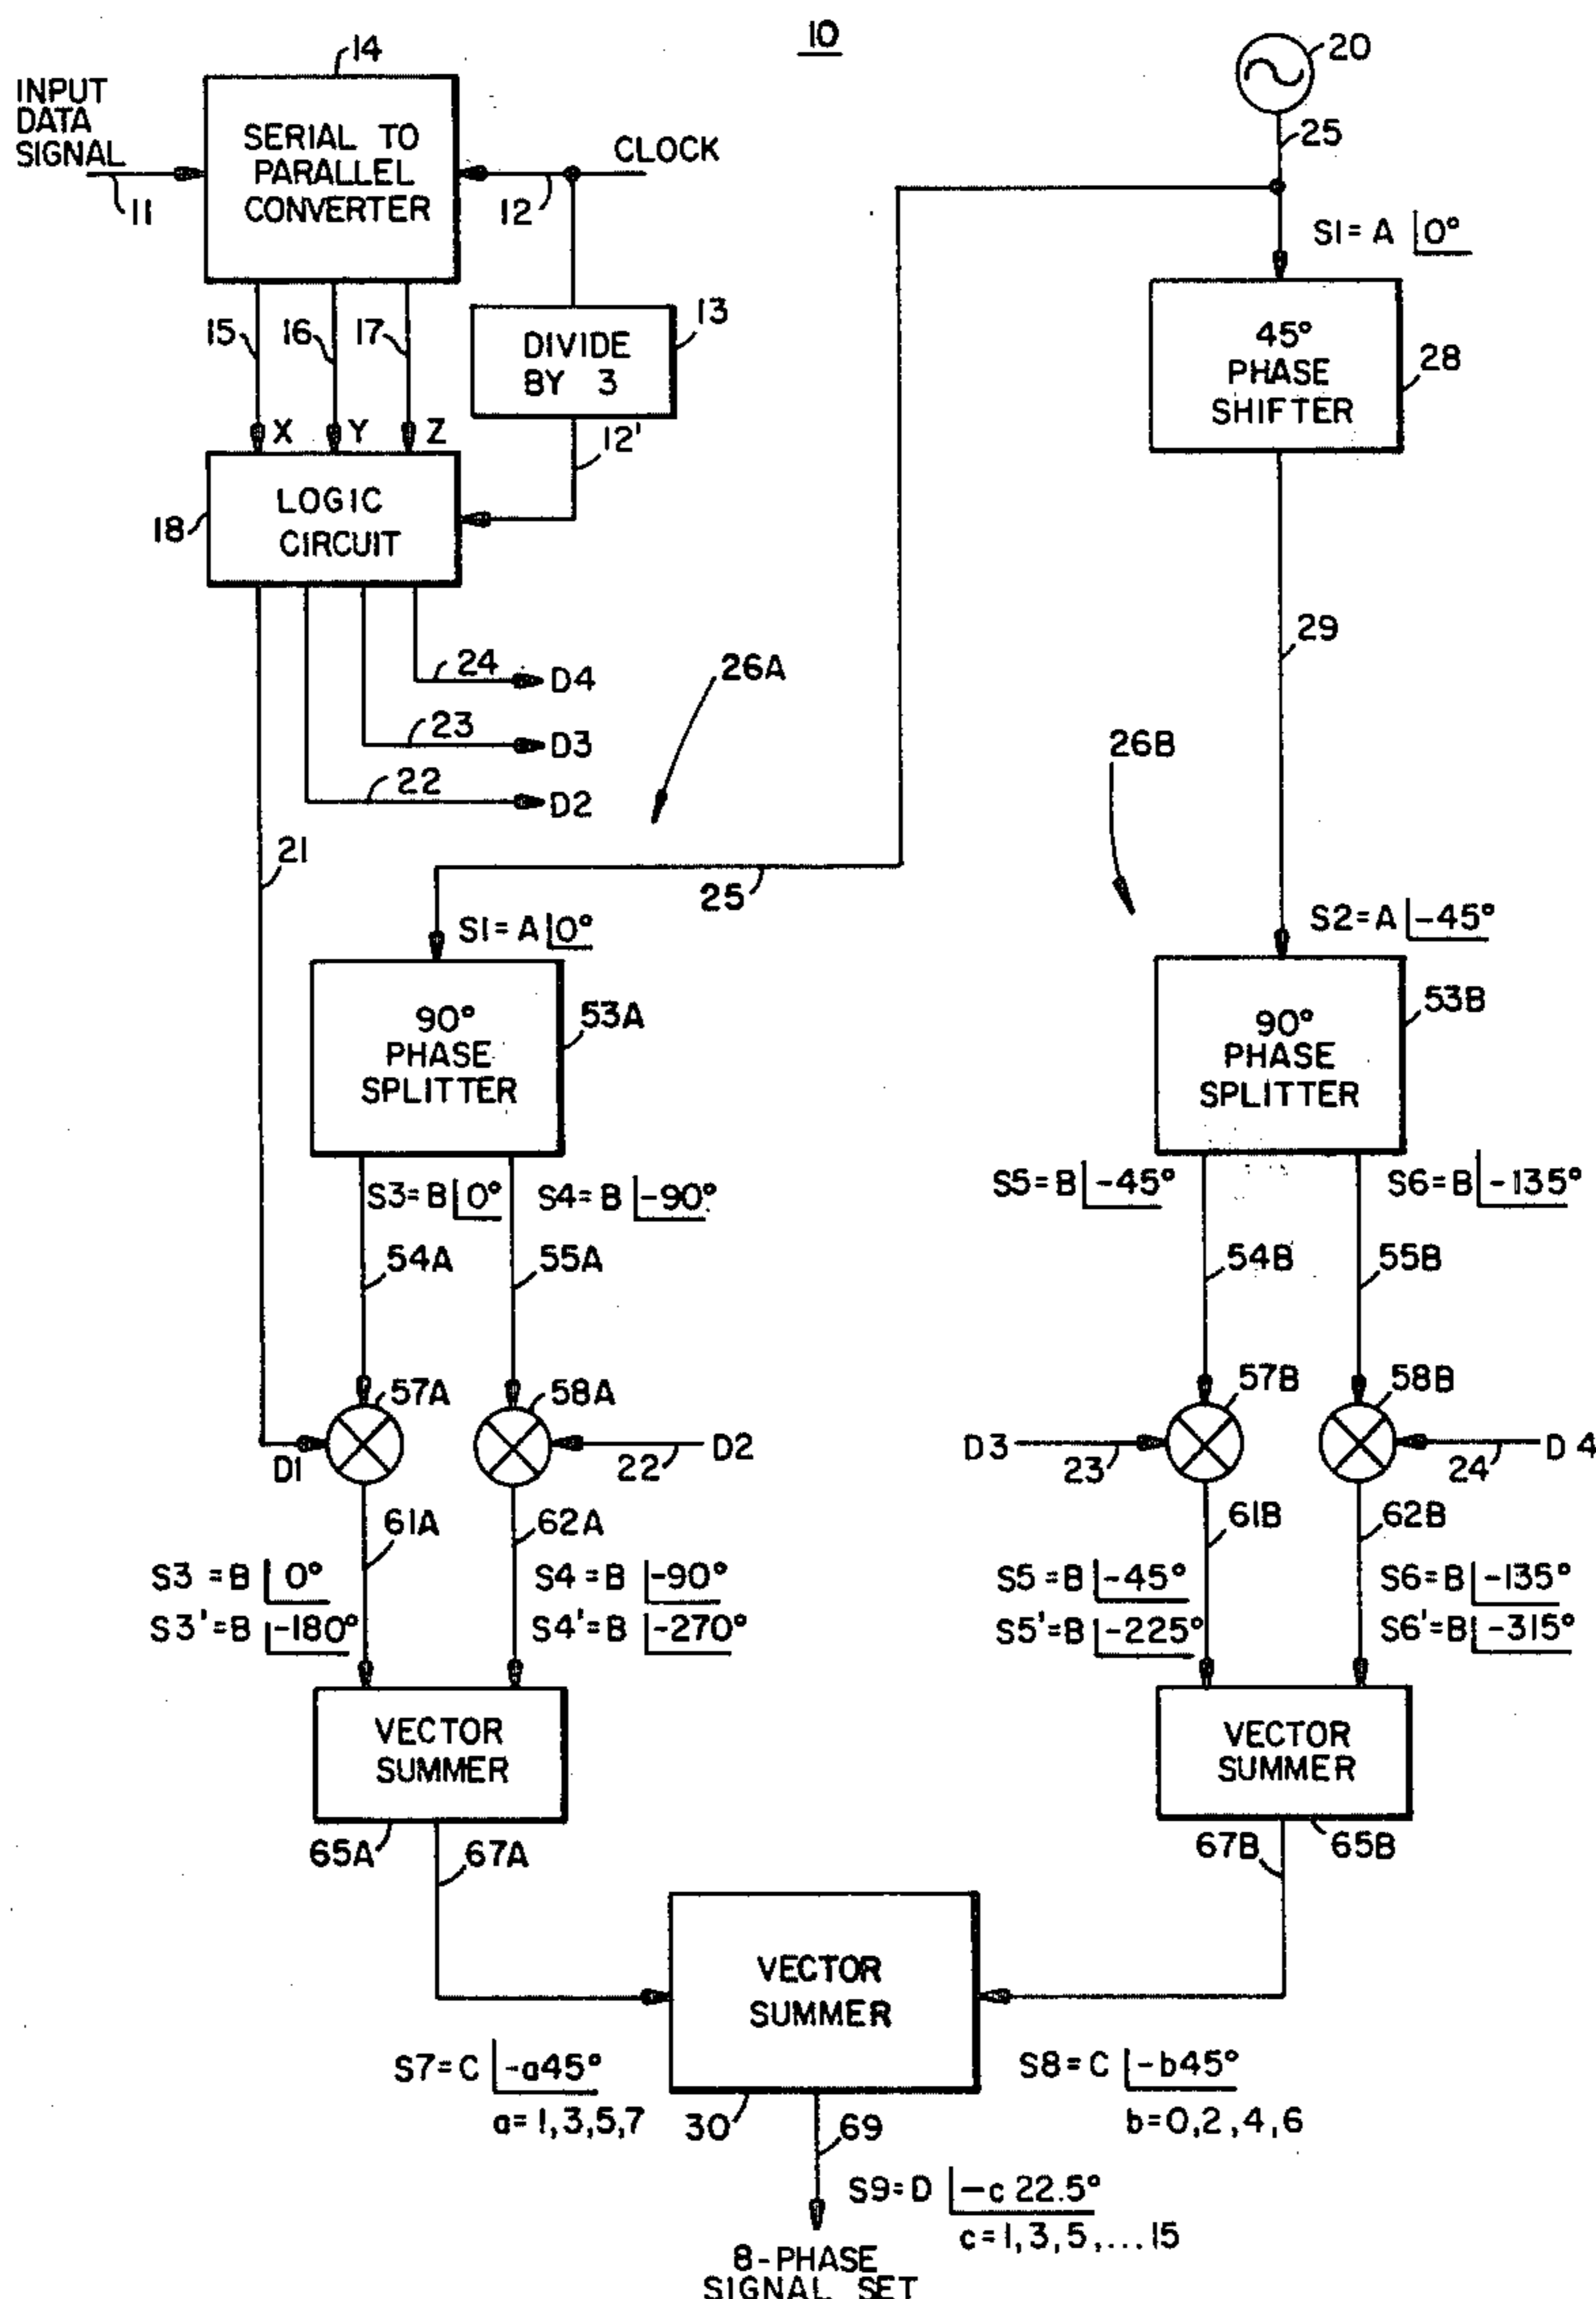 10
14
20
INPUT
DATA
SIGNAL
11
SERIAL TO
PARALLEL
CONVERTER
12
CLOCK
25
S1=A 0°
15
16
17
13
DIVIDE
BY 3
45°
PHASE
SHIFTER
28
X
Y
Z
12'
LOGIC
CIRCUIT
18
29
24
D4
26A
23
D3
26B
22
D2
21
25
S1=A 0°
S2=A -45°
90°
PHASE
SPLITTER
53A
90°
PHASE
SPLITTER
53B
S3=B 0°
S4=B -90°
S5=B -45°
S6=B -135°
54A
55A
54B
55B
57A
58A
57B
58B
D1
22
D2
D3
23
24
D4
61A
62A
61B
62B
S3=B 0°
S3'=B -180°
S4=B -90°
S4'=B -270°
S5=B -45°
S5'=B -225°
S6=B -135°
S6'=B -315°
VECTOR
SUMMER
VECTOR
SUMMER
65A
67A
67B
65B
VECTOR
SUMMER
S7=C -a45°
a=1,3,5,7
S8=C -b45°
b=0,2,4,6
30
69
S9=D -c 22.5°
c=1,3,5,...15
8-PHASE
SIGNAL SET